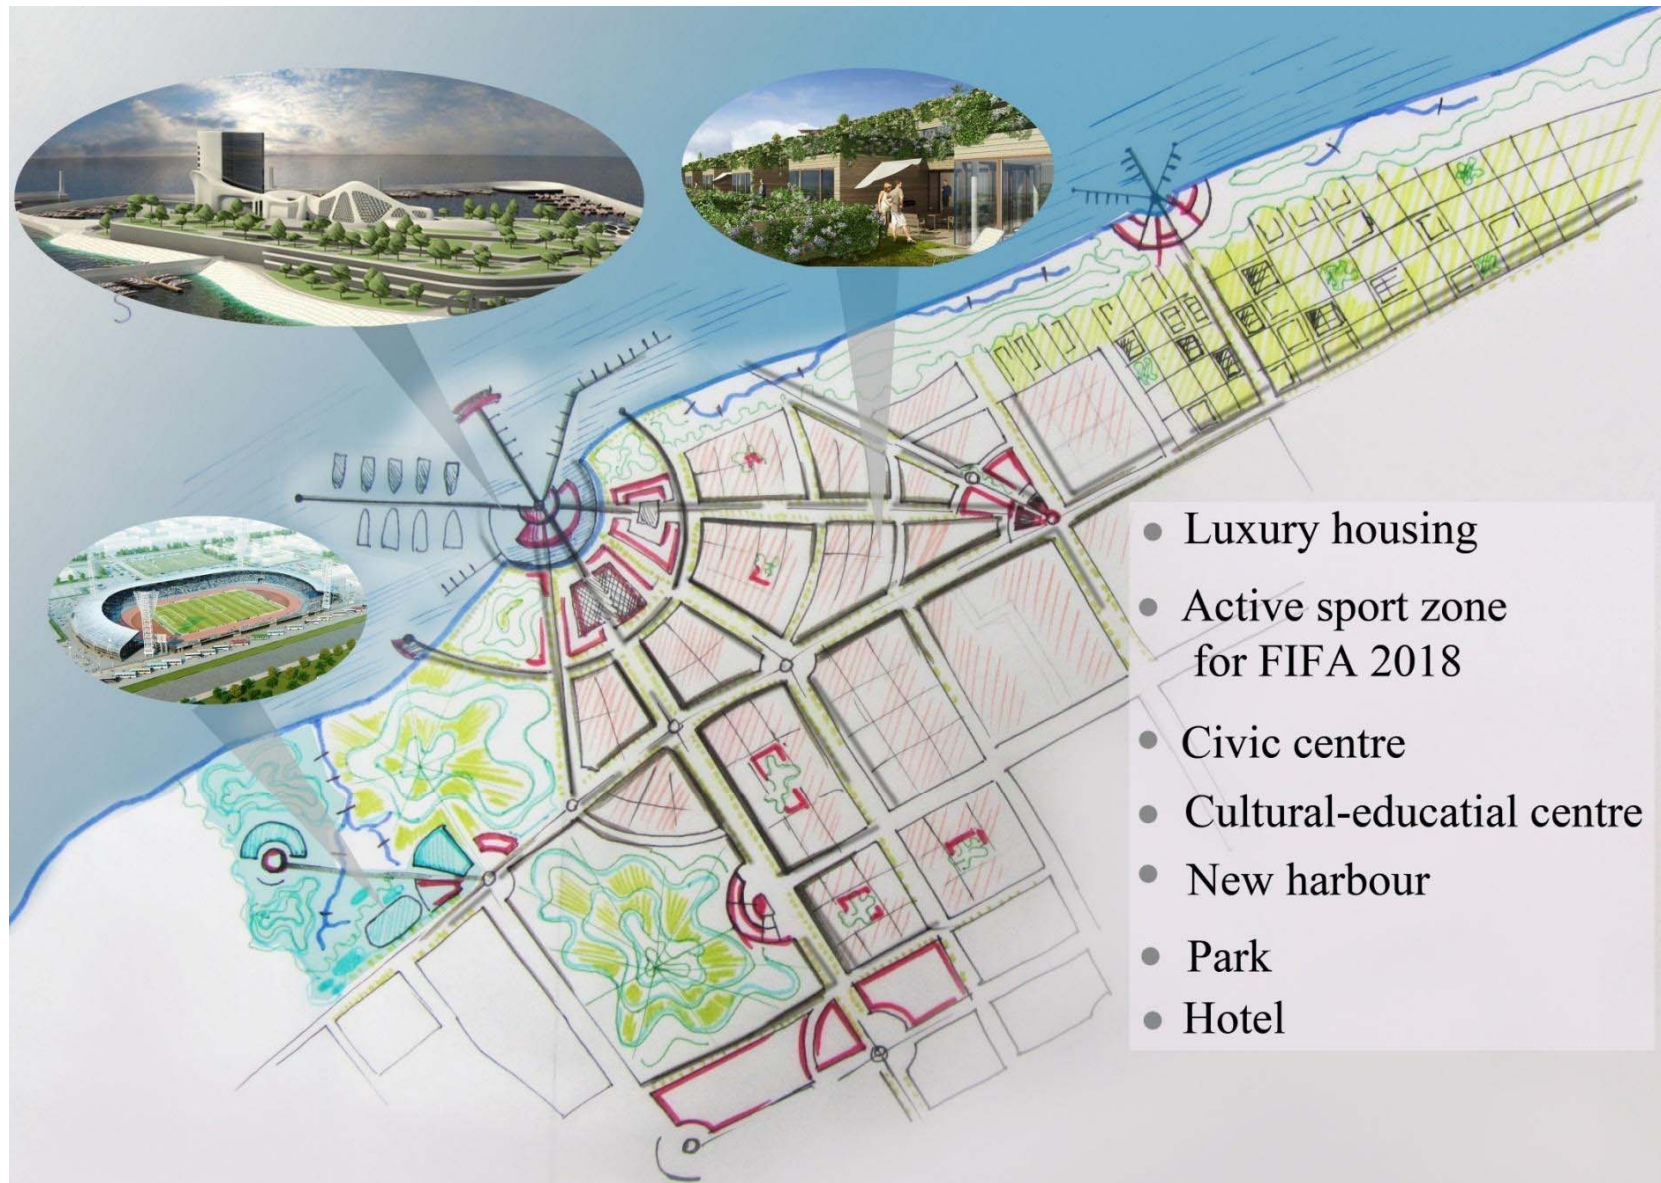 Luxury housing
Active sport zone
for FIFA 2018
Civic centre
Cultural-educatial centre
New harbour
Park
Hotel